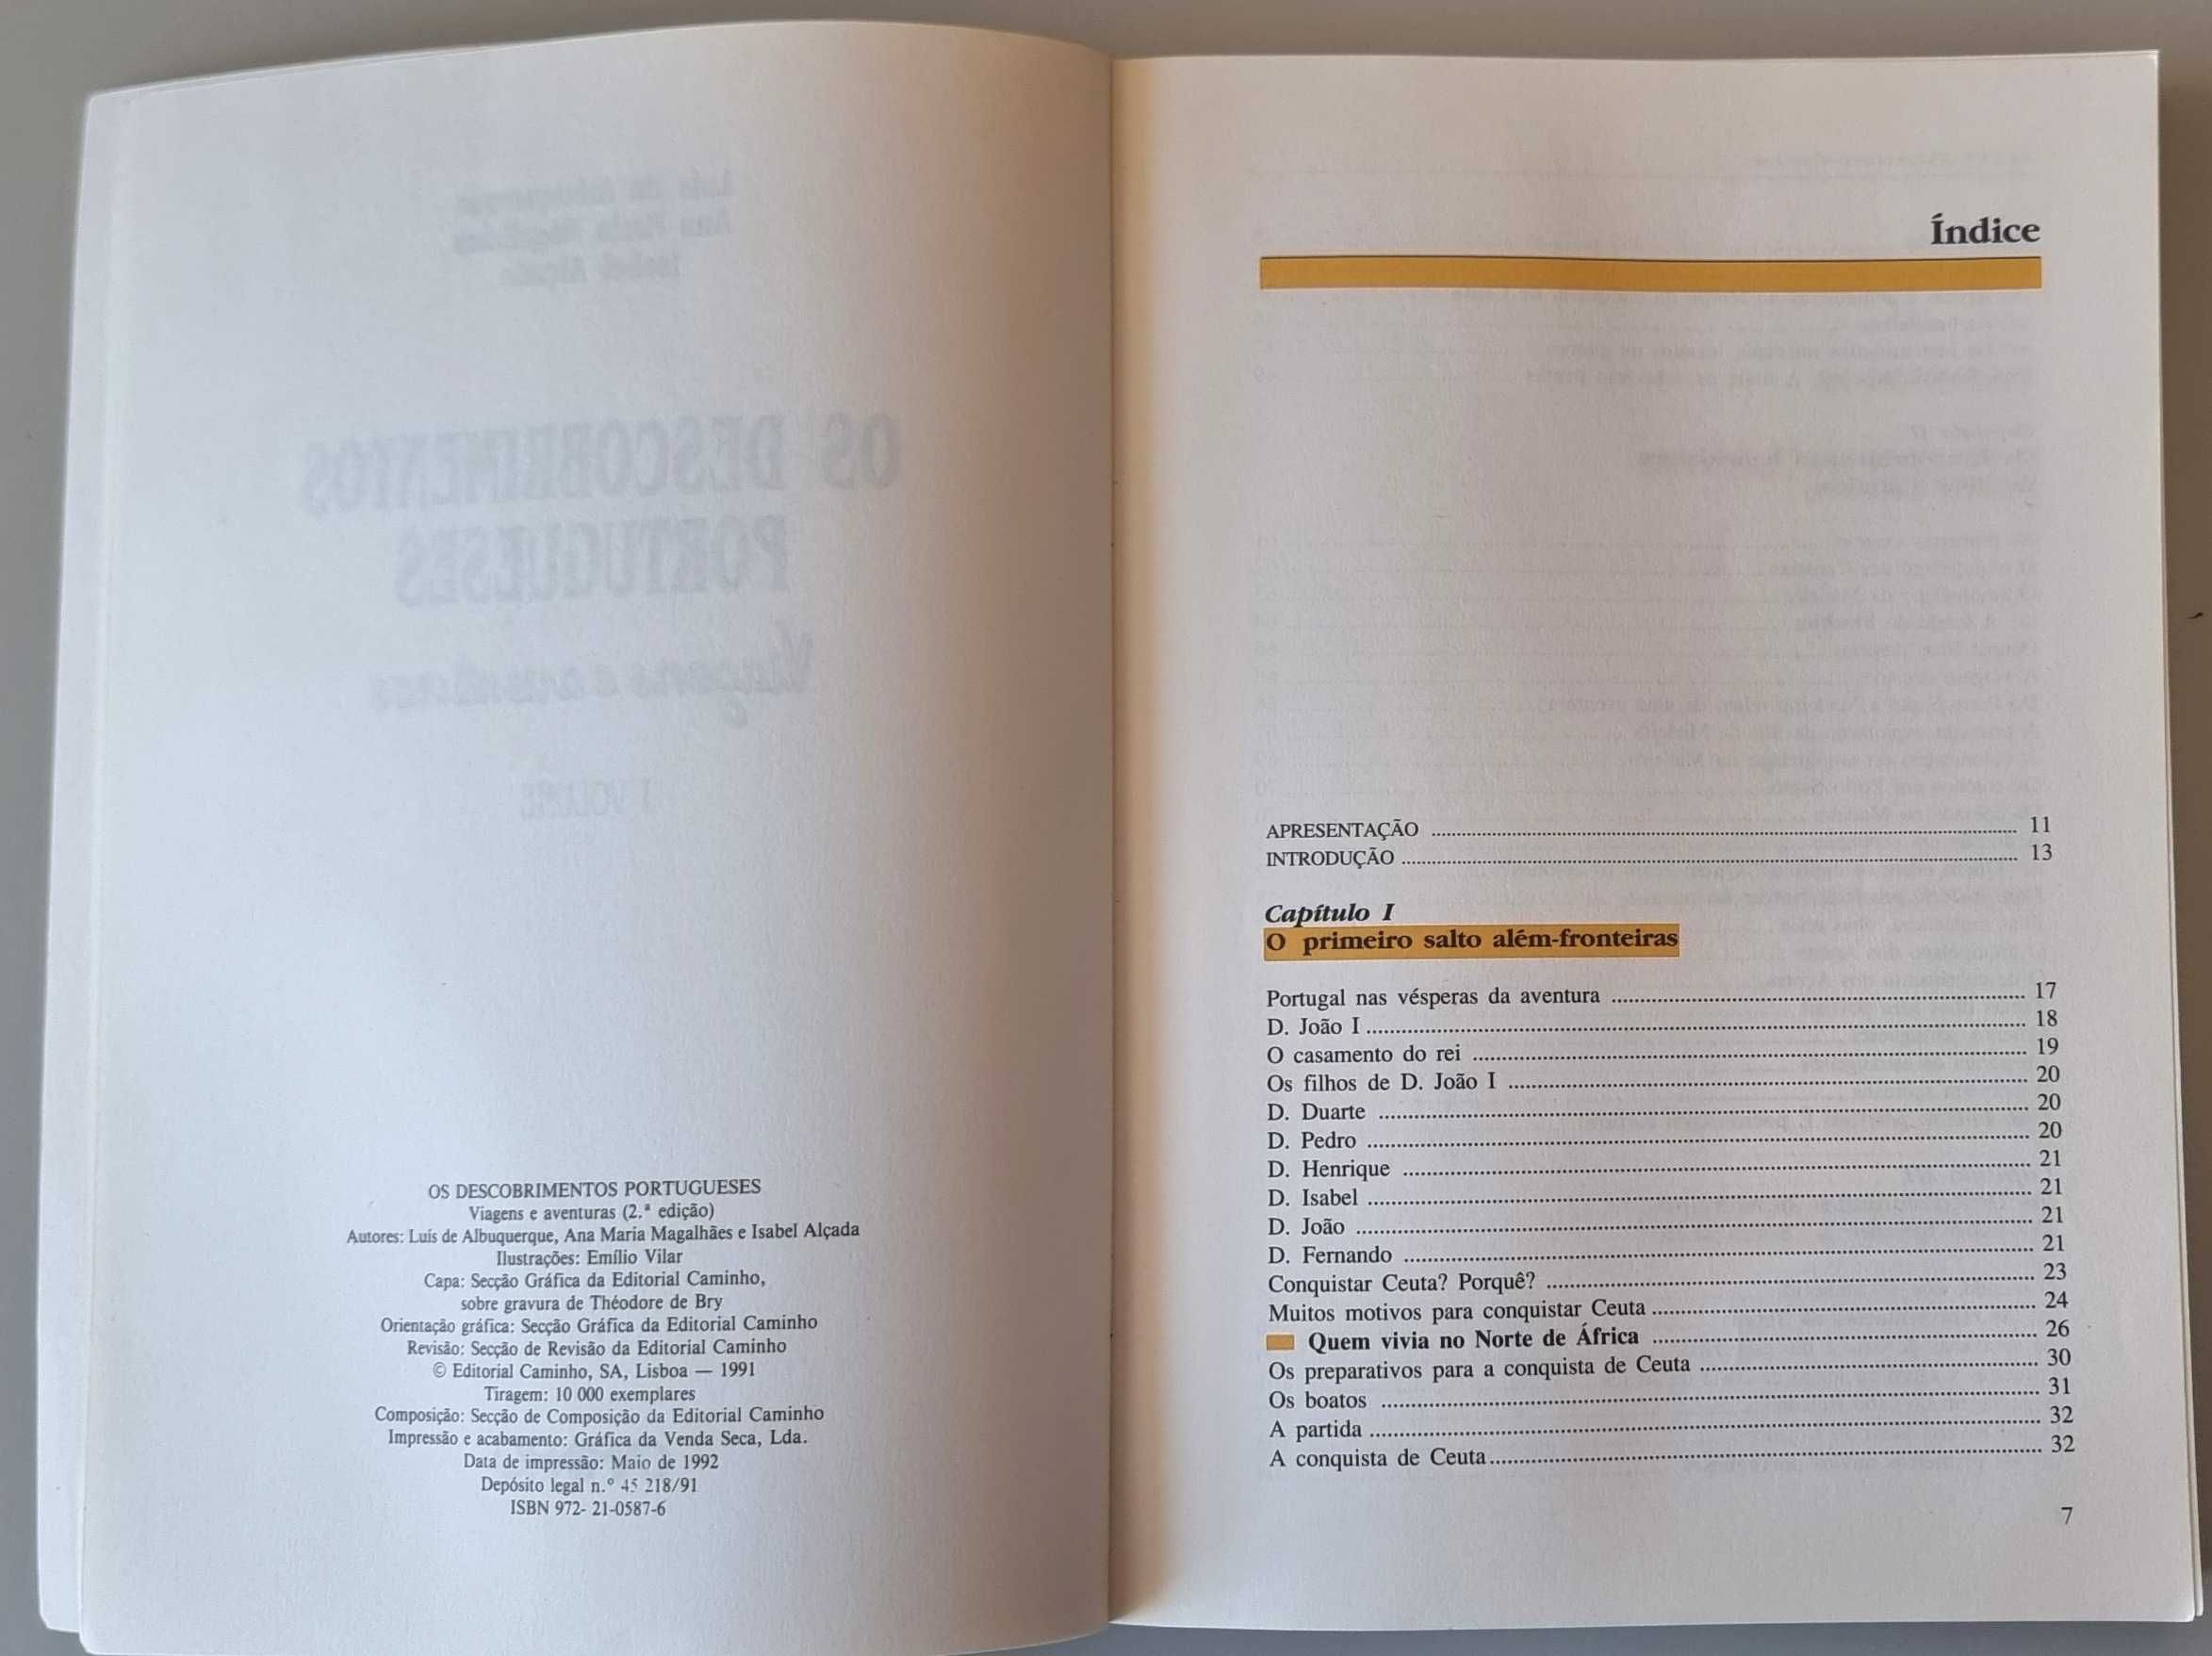 OS DESCOBRIMENTOS PORTUGUESES
Viagens e aventuras (2.ª edição)
Autores: Luís de Albuquerque, Ana Maria Magalhães e Isabel Alçada
Ilustrações: Emílio Vilar
Capa: Secção Gráfica da Editorial Caminho,
sobre gravura de Théodore de Bry
Orientação gráfica: Secção Gráfica da Editorial Caminho
Revisão: Secção de Revisão da Editorial Caminho
© Editorial Caminho, SA, Lisboa — 1991
Tiragem: 10 000 exemplares
Composição: Secção de Composição da Editorial Caminho
Impressão e acabamento: Gráfica da Venda Seca, Lda.
Data de impressão: Maio de 1992
Depósito legal n.º 45 218/91
ISBN 972- 21-0587-6
Índice
APRESENTAÇÃO ........ 11
INTRODUÇÃO ........ 13
Capítulo I
O primeiro salto além-fronteiras
Portugal nas vésperas da aventura ........ 17
D. João I ........ 18
O casamento do rei ........ 19
Os filhos de D. João I ........ 20
D. Duarte ........ 20
D. Pedro ........ 20
D. Henrique ........ 21
D. Isabel ........ 21
D. João ........ 21
D. Fernando ........ 21
Conquistar Ceuta? Porquê? ........ 23
Muitos motivos para conquistar Ceuta ........ 24
Quem vivia no Norte de África ........ 26
Os preparativos para a conquista de Ceuta ........ 30
Os boatos ........ 31
A partida ........ 32
A conquista de Ceuta ........ 32
7